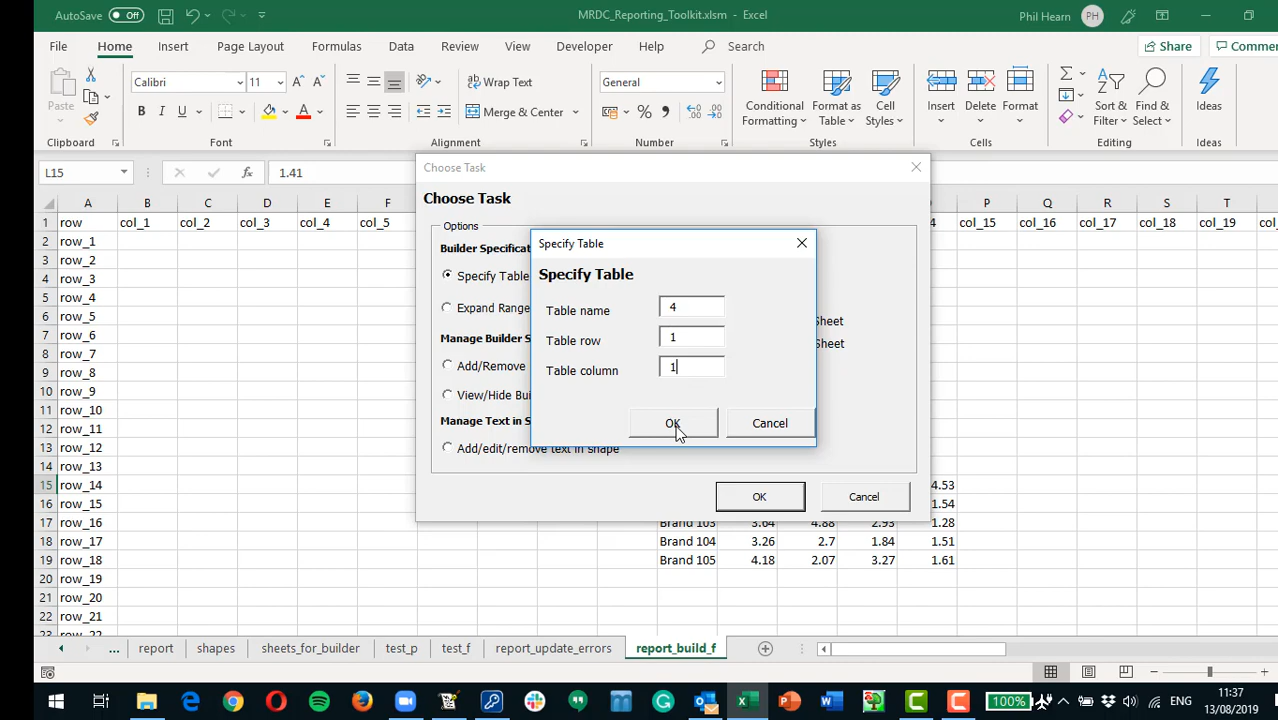 AutoSave Off MRDC_Reporting_Toolkit.xlsm - Excel Phil Hearn PH
File Home Insert Page Layout Formulas Data Review View Developer Help Search Share
Calibri 11 Wrap Text General
Paste B I U Merge & Center Conditional Formatting Format as Table Cell Styles Insert Delete Format Sort & Filter Find & Select Ideas
Clipboard Font Alignment Number Styles Cells Editing Ideas
L15 fx 1.41
A B C D E F P Q R S T
1 row col_1 col_2 col_3 col_4 col_5 4 col_15 col_16 col_17 col_18 col_19
2 row_1
3 row_2
4 row_3
5 row_4
6 row_5
7 row_6
8 row_7
9 row_8
10 row_9
11 row_10
12 row_11
13 row_12
14 row_13
15 row_14 4.53
16 row_15 1.54
17 row_16 Brand 103 3.64 4.88 2.93 1.28
18 row_17 Brand 104 3.26 2.7 1.84 1.51
19 row_18 Brand 105 4.18 2.07 3.27 1.61
20 row_19
21 row_20
22 row_21
23 row_22
Choose Task
Choose Task
Options
Builder Specificat
Specify Table
Expand Range
Sheet
Manage Builder S
Sheet
Add/Remove
View/Hide Bui
Manage Text in S
Add/edit/remove text in shape
OK Cancel
Specify Table
Specify Table
Table name 4
Table row 1
Table column 1
OK Cancel
... report shapes sheets_for_builder test_p test_f report_update_errors report_build_f
100% ENG 11:37
13/08/2019